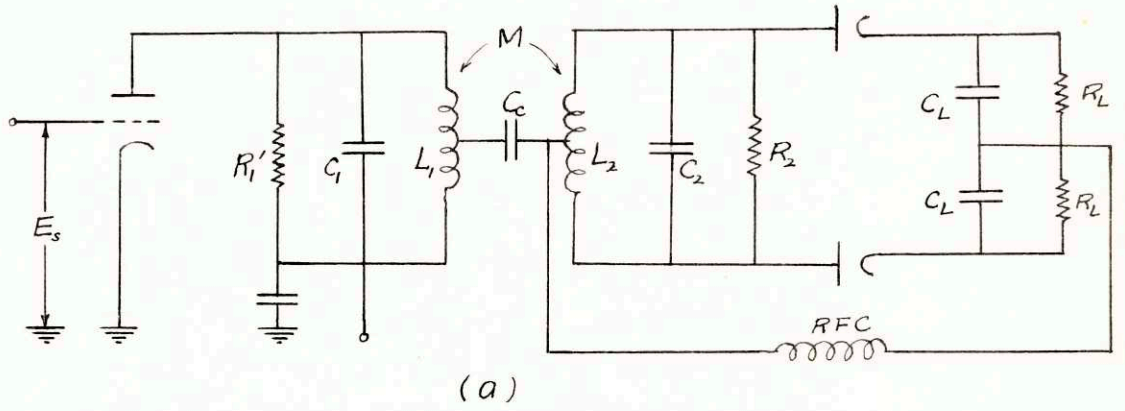 M
C_c
R_1'
C_1
L_1
L_2
C_2
R_2
C_L
R_L
E_s
C_L
R_L
RFC
(a)